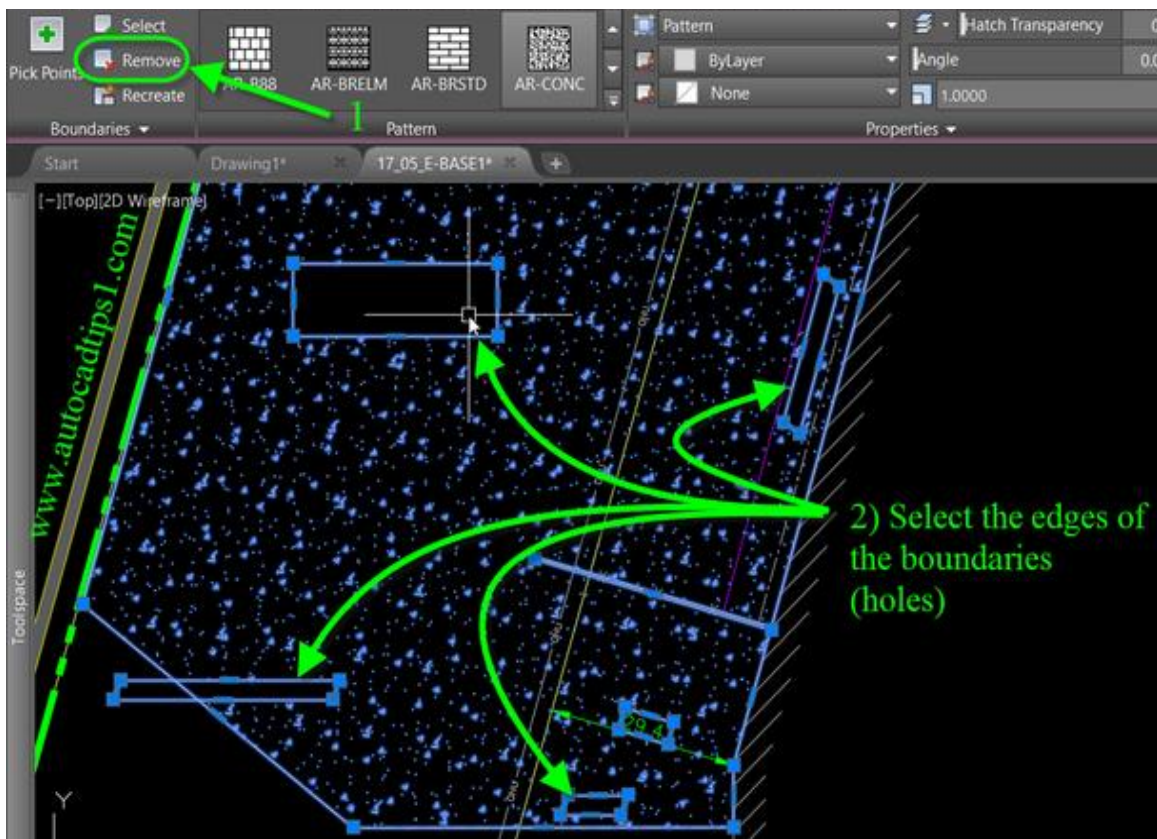 Select
Pattern
Hatch Transparency
Pick Points
Remove
ByLayer
Angle
0.0
Recreate
AR-B88
AR-BRELM
AR-BRSTD
AR-CONC
None
1.0000
1
Boundaries
Pattern
Properties
Start
Drawing1*
17_05_E-BASE1*
[−][Top][2D Wireframe]
www.autocadtips1.com
2) Select the edges of
the boundaries
(holes)
Toolspace
Y